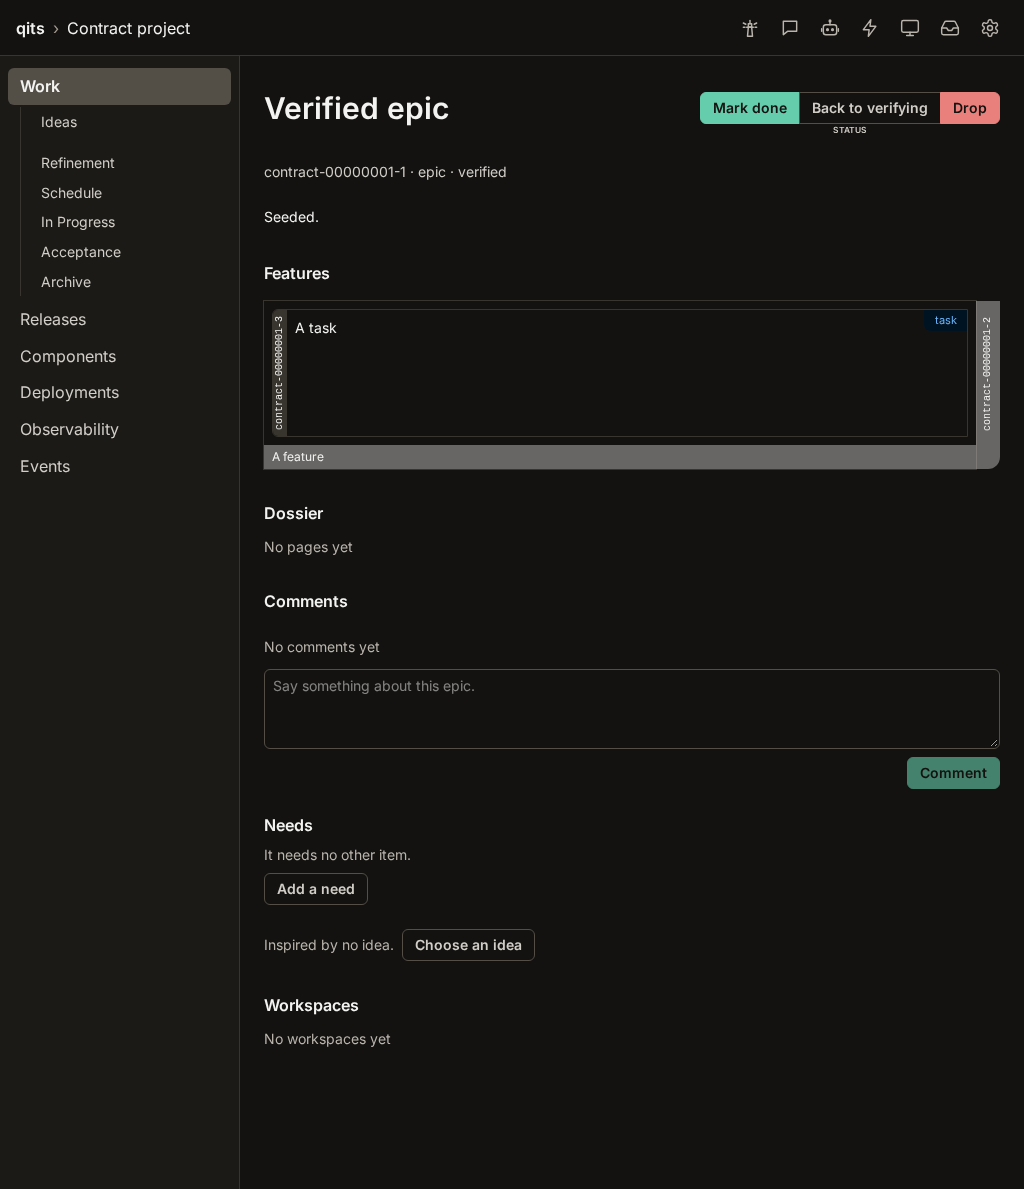 qits › Contract project
Work
Ideas
Refinement
Schedule
In Progress
Acceptance
Archive
Releases
Components
Deployments
Observability
Events
Verified epic
Mark done
Back to verifying
Drop
STATUS
contract-00000001-1 · epic · verified
Seeded.
Features
contract-00000001-3
A task
task
contract-00000001-2
A feature
Dossier
No pages yet
Comments
No comments yet
Say something about this epic.
Comment
Needs
It needs no other item.
Add a need
Inspired by no idea.
Choose an idea
Workspaces
No workspaces yet